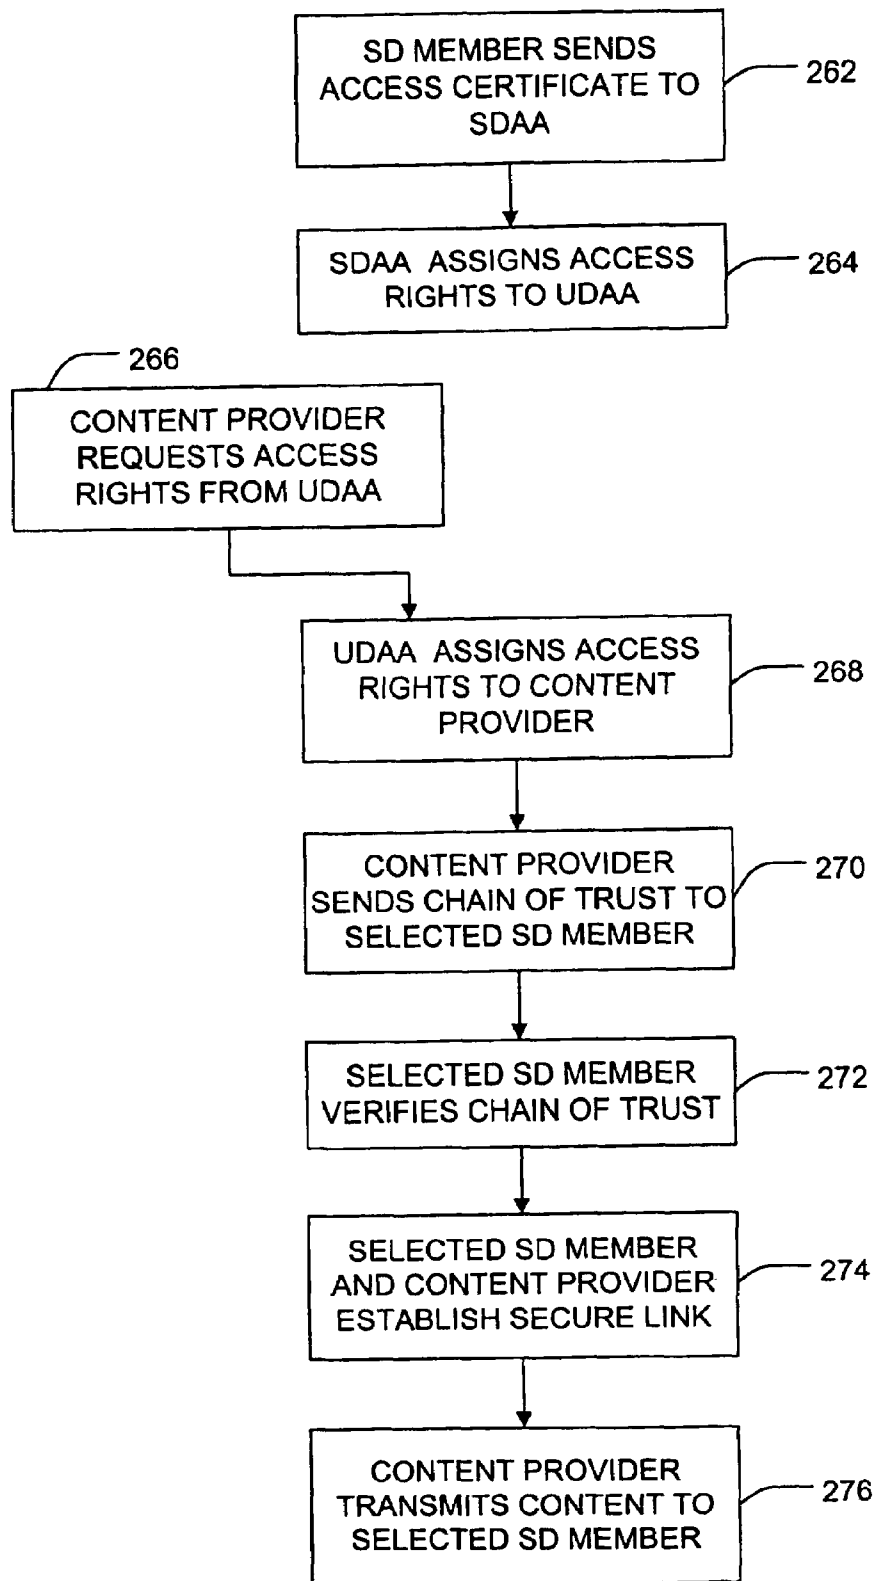 SD MEMBER SENDS
ACCESS CERTIFICATE TO
SDAA
262
SDAA ASSIGNS ACCESS
RIGHTS TO UDAA
264
266
CONTENT PROVIDER
REQUESTS ACCESS
RIGHTS FROM UDAA
UDAA ASSIGNS ACCESS
RIGHTS TO CONTENT
PROVIDER
268
CONTENT PROVIDER
SENDS CHAIN OF TRUST TO
SELECTED SD MEMBER
270
SELECTED SD MEMBER
VERIFIES CHAIN OF TRUST
272
SELECTED SD MEMBER
AND CONTENT PROVIDER
ESTABLISH SECURE LINK
274
CONTENT PROVIDER
TRANSMITS CONTENT TO
SELECTED SD MEMBER
276